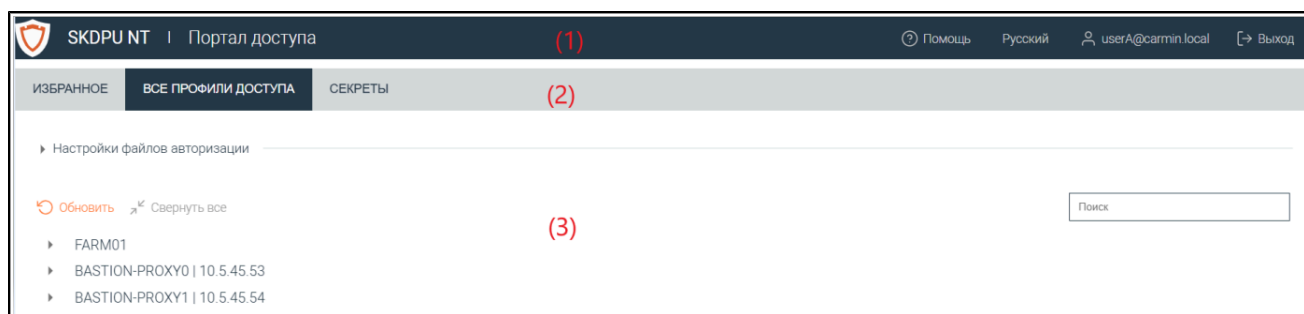 SKDPU NT | Портал доступа (1) Помощь Русский userA@carmin.local Выход
ИЗБРАННОЕ ВСЕ ПРОФИЛИ ДОСТУПА СЕКРЕТЫ (2)
Настройки файлов авторизации
Обновить Свернуть все Поиск
(3)
FARM01
BASTION-PROXY0 | 10.5.45.53
BASTION-PROXY1 | 10.5.45.54